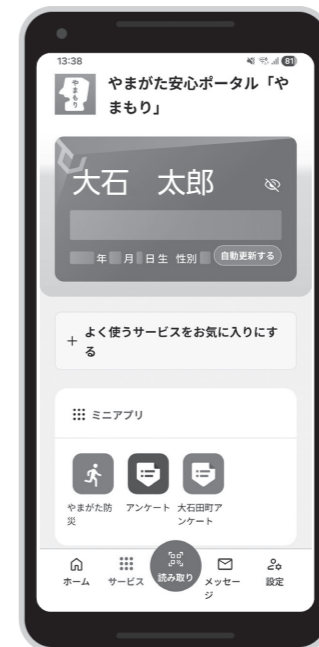 13:38
81
やまもり
やまがた安心ポータル「や
まもり」
大石　太郎
年 月 日生 性別
自動更新する
+ よく使うサービスをお気に入りにす
る
ミニアプリ
やまがた防
災
アンケート
大石田町ア
ンケート
ホーム
サービス
読み取り
メッセー
ジ
設定